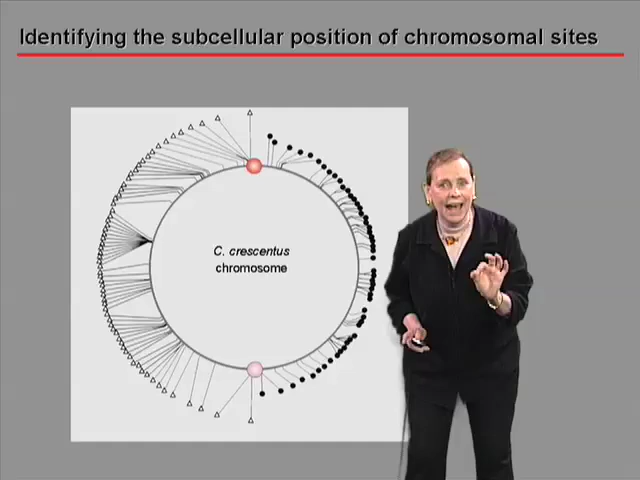 Identifying the subcellular position of chromosomal sites
C. crescentus
chromosome